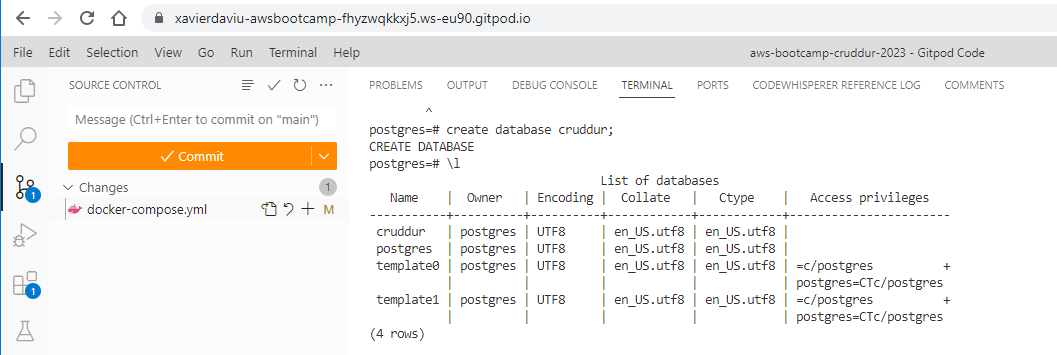 xavierdaviu-awsbootcamp-fhyzwqkkxj5.ws-eu90.gitpod.io
File Edit Selection View Go Run Terminal Help aws-bootcamp-cruddur-2023 - Gitpod Code
SOURCE CONTROL
Message (Ctrl+Enter to commit on "main")
Commit
Changes 1
docker-compose.yml M
1
1
PROBLEMS OUTPUT DEBUG CONSOLE TERMINAL PORTS CODEWHISPERER REFERENCE LOG COMMENTS
^
postgres=# create database cruddur;
CREATE DATABASE
postgres=# \l
List of databases
Name | Owner | Encoding | Collate | Ctype | Access privileges
-----------+----------+----------+------------+------------+-----------------------
cruddur | postgres | UTF8 | en_US.utf8 | en_US.utf8 |
postgres | postgres | UTF8 | en_US.utf8 | en_US.utf8 |
template0 | postgres | UTF8 | en_US.utf8 | en_US.utf8 | =c/postgres +
| | | | | postgres=CTc/postgres
template1 | postgres | UTF8 | en_US.utf8 | en_US.utf8 | =c/postgres +
| | | | | postgres=CTc/postgres
(4 rows)